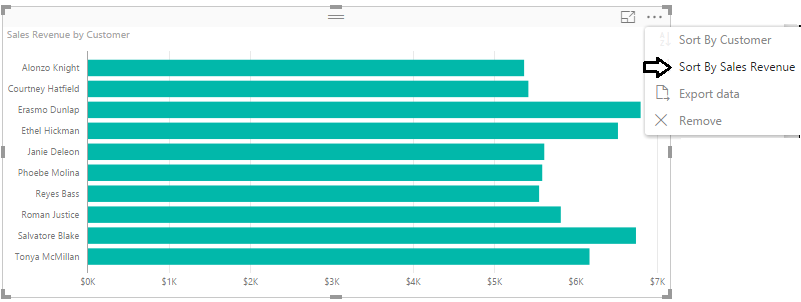 Sales Revenue by Customer
Sort By Customer
Sort By Sales Revenue
Export data
Remove
Alonzo Knight
Courtney Hatfield
Erasmo Dunlap
Ethel Hickman
Janie Deleon
Phoebe Molina
Reyes Bass
Roman Justice
Salvatore Blake
Tonya McMillan
$0K $1K $2K $3K $4K $5K $6K $7K